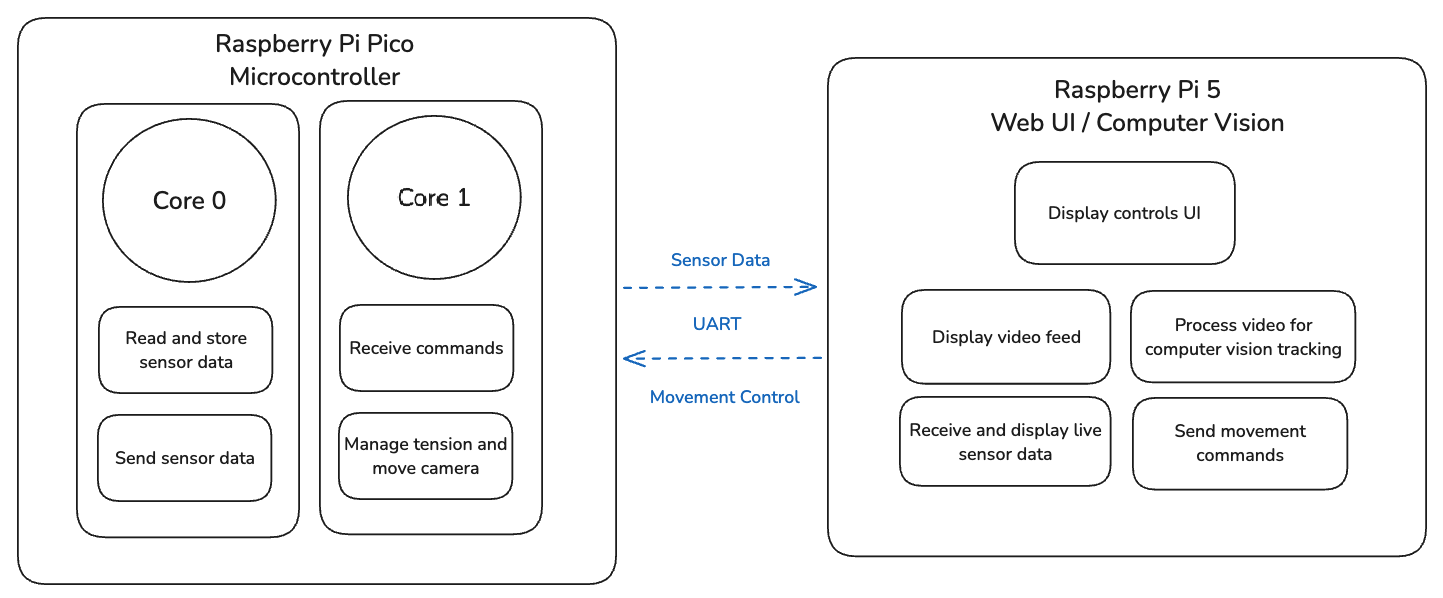 Raspberry Pi Pico
Microcontroller
Core 0
Read and store
sensor data
Send sensor data
Core 1
Receive commands
Manage tension and
move camera
Sensor Data
UART
Movement Control
Raspberry Pi 5
Web UI / Computer Vision
Display controls UI
Display video feed
Process video for
computer vision tracking
Receive and display live
sensor data
Send movement
commands